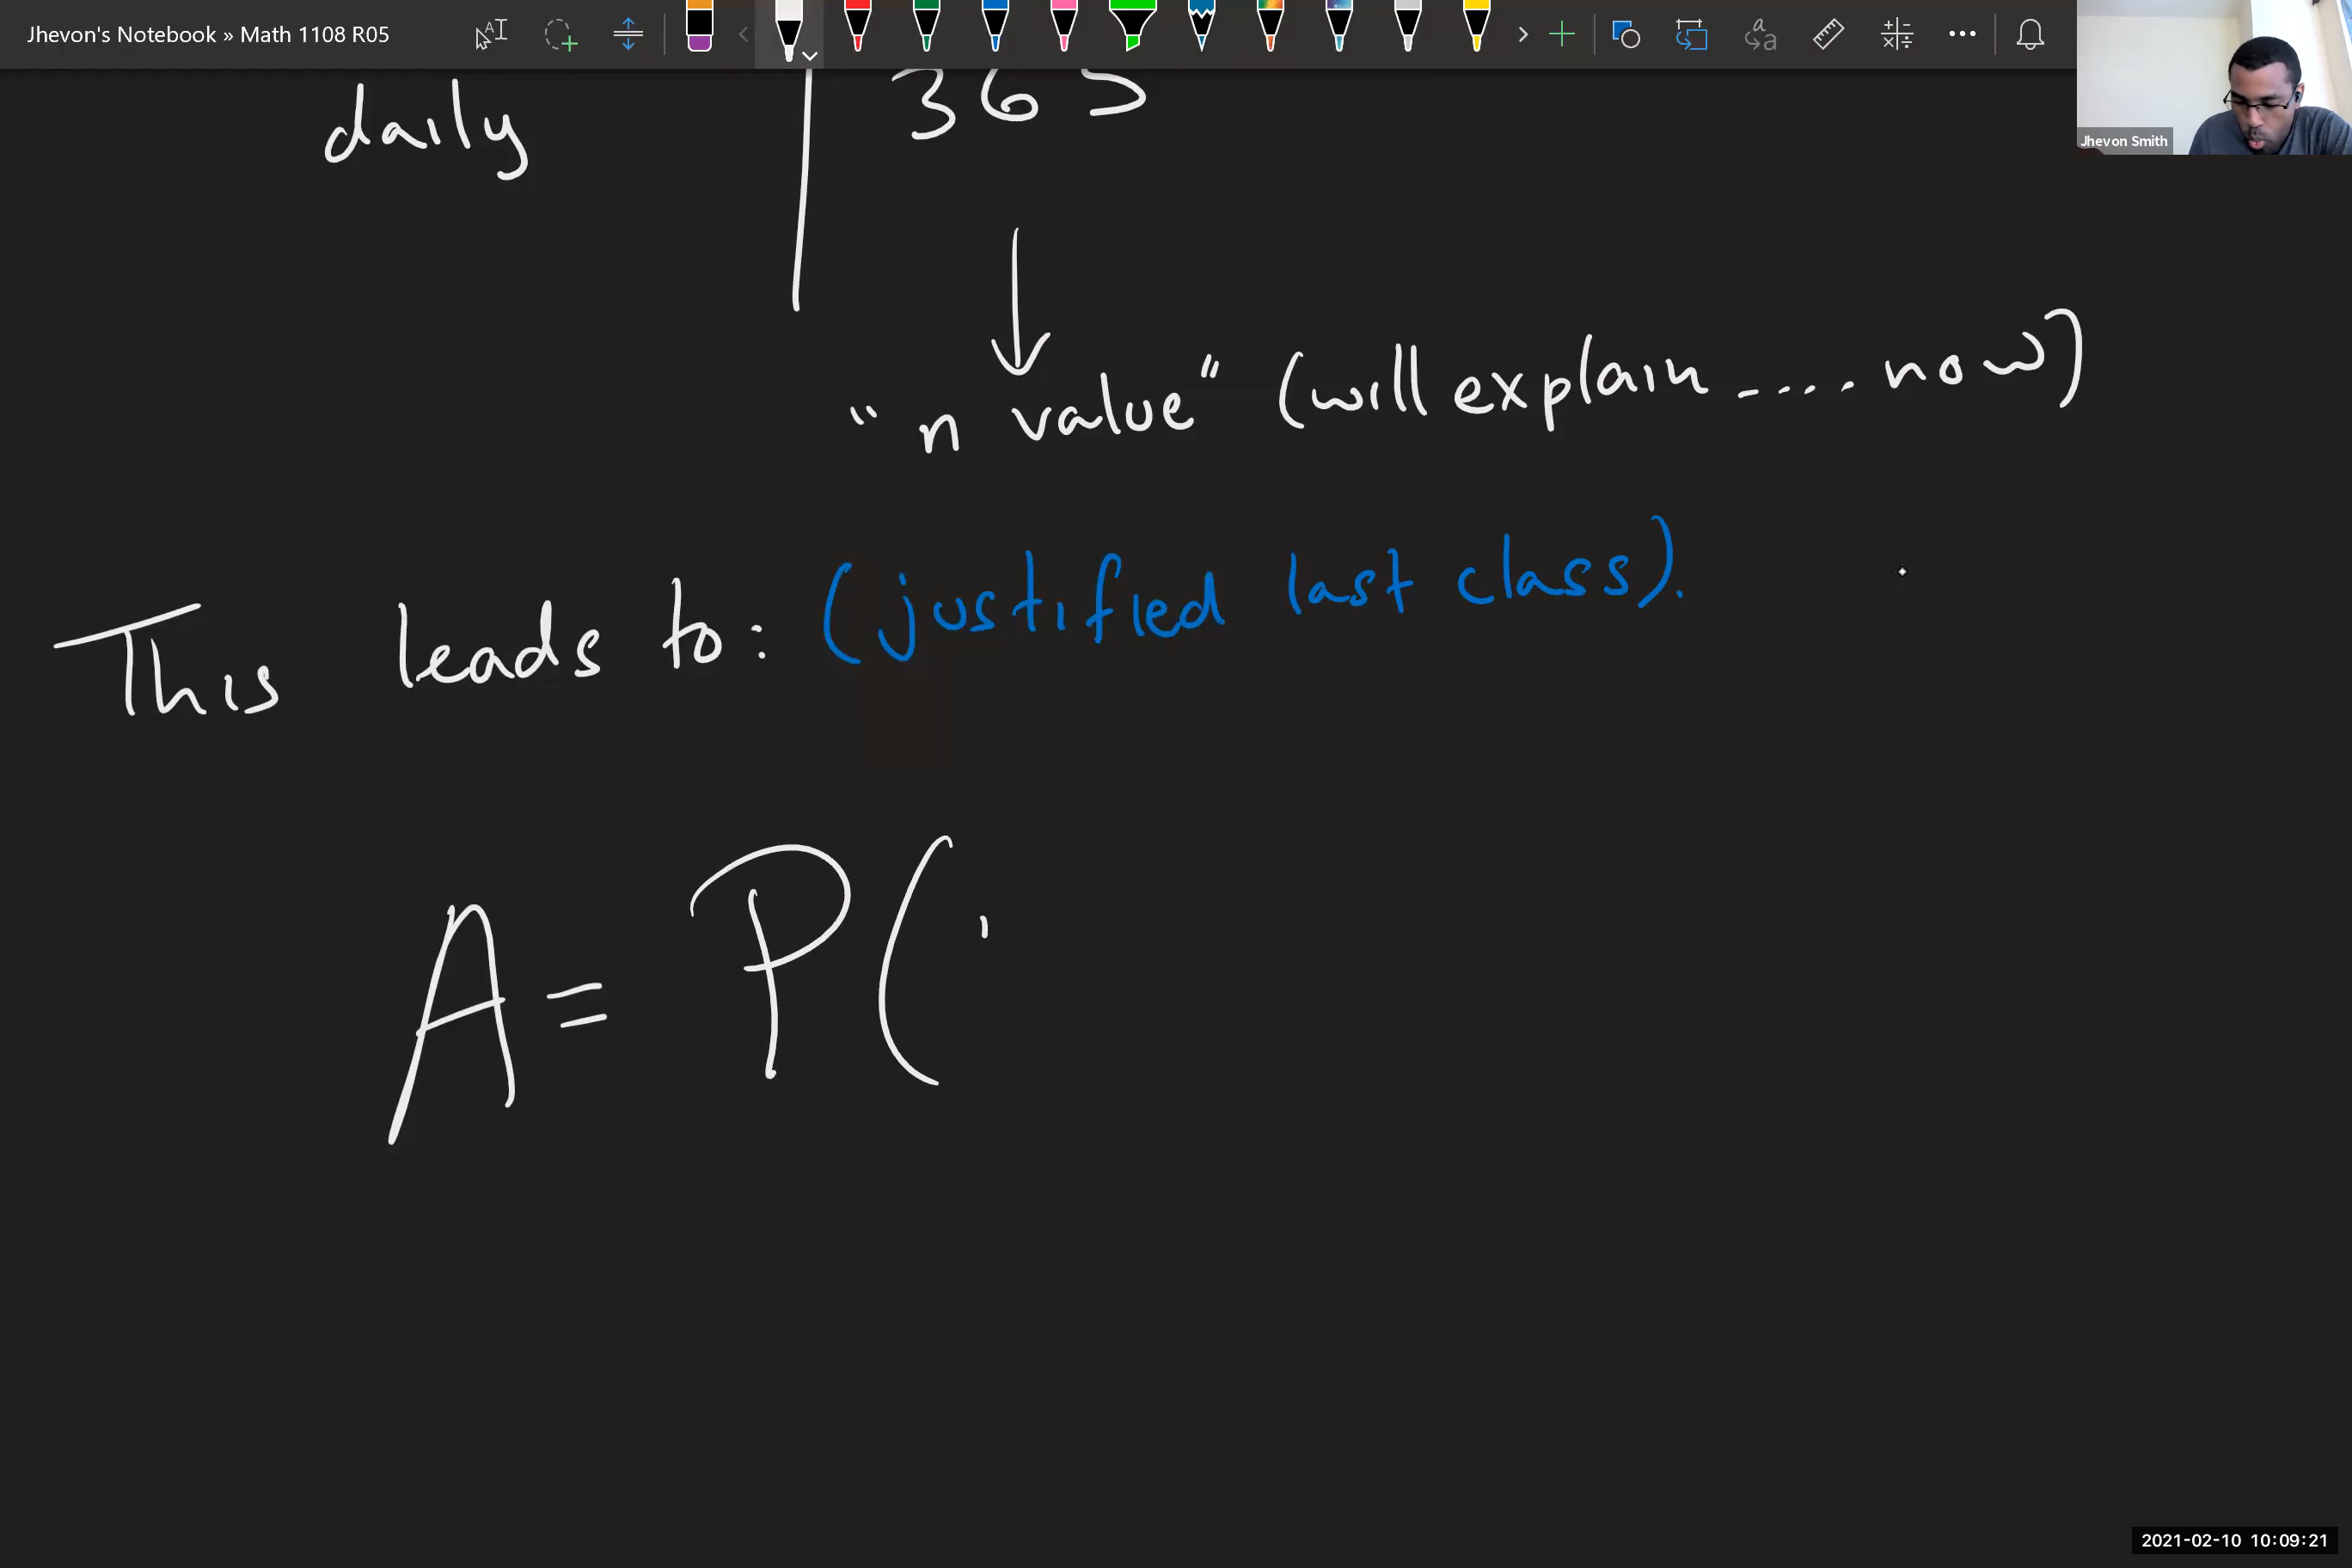 Jhevon's Notebook » Math 1108 R05
Jhevon Smith
daily | 365
"n value" (will explain .... now)
This leads to: (justified last class).
A = P(
2021-02-10 10:09:21